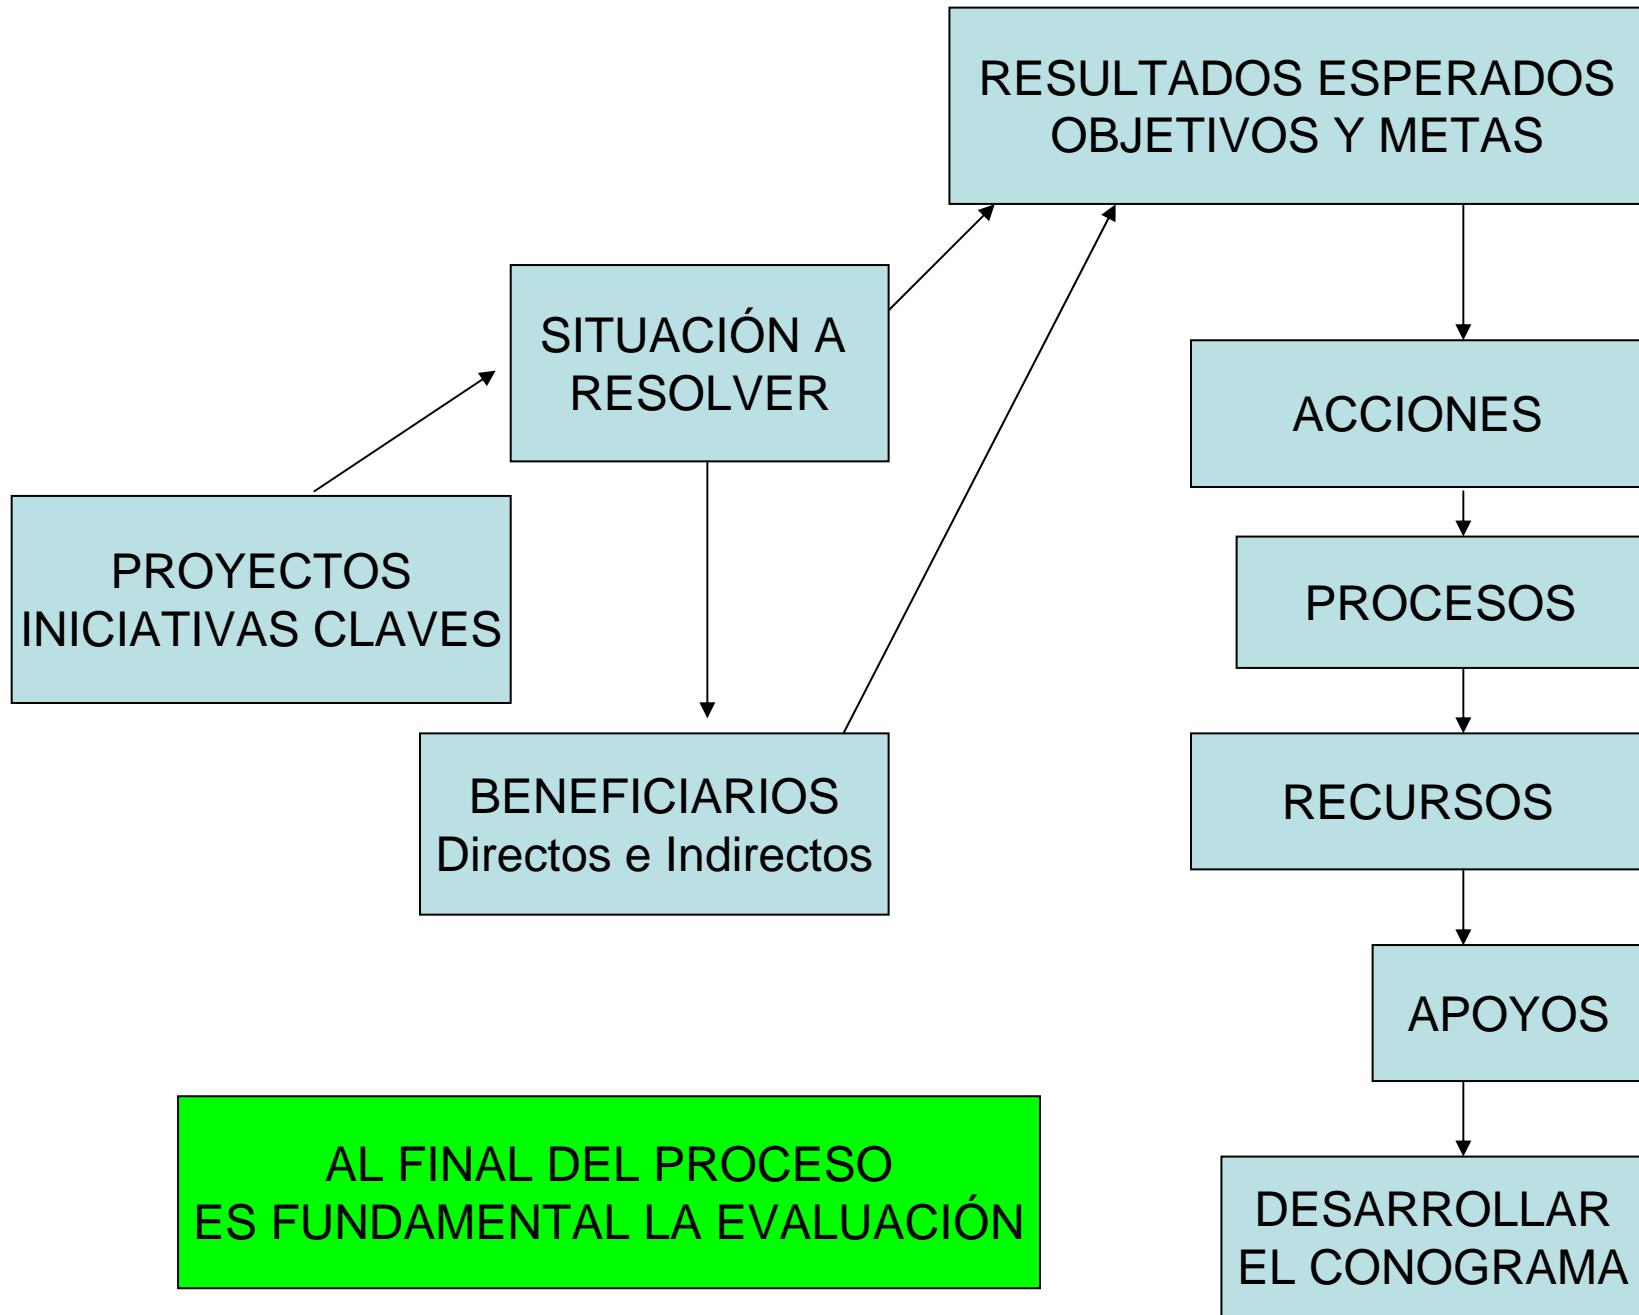 RESULTADOS ESPERADOS
OBJETIVOS Y METAS
SITUACIÓN A
RESOLVER
ACCIONES
PROYECTOS
INICIATIVAS CLAVES
PROCESOS
BENEFICIARIOS
Directos e Indirectos
RECURSOS
APOYOS
AL FINAL DEL PROCESO
ES FUNDAMENTAL LA EVALUACIÓN
DESARROLLAR
EL CONOGRAMA